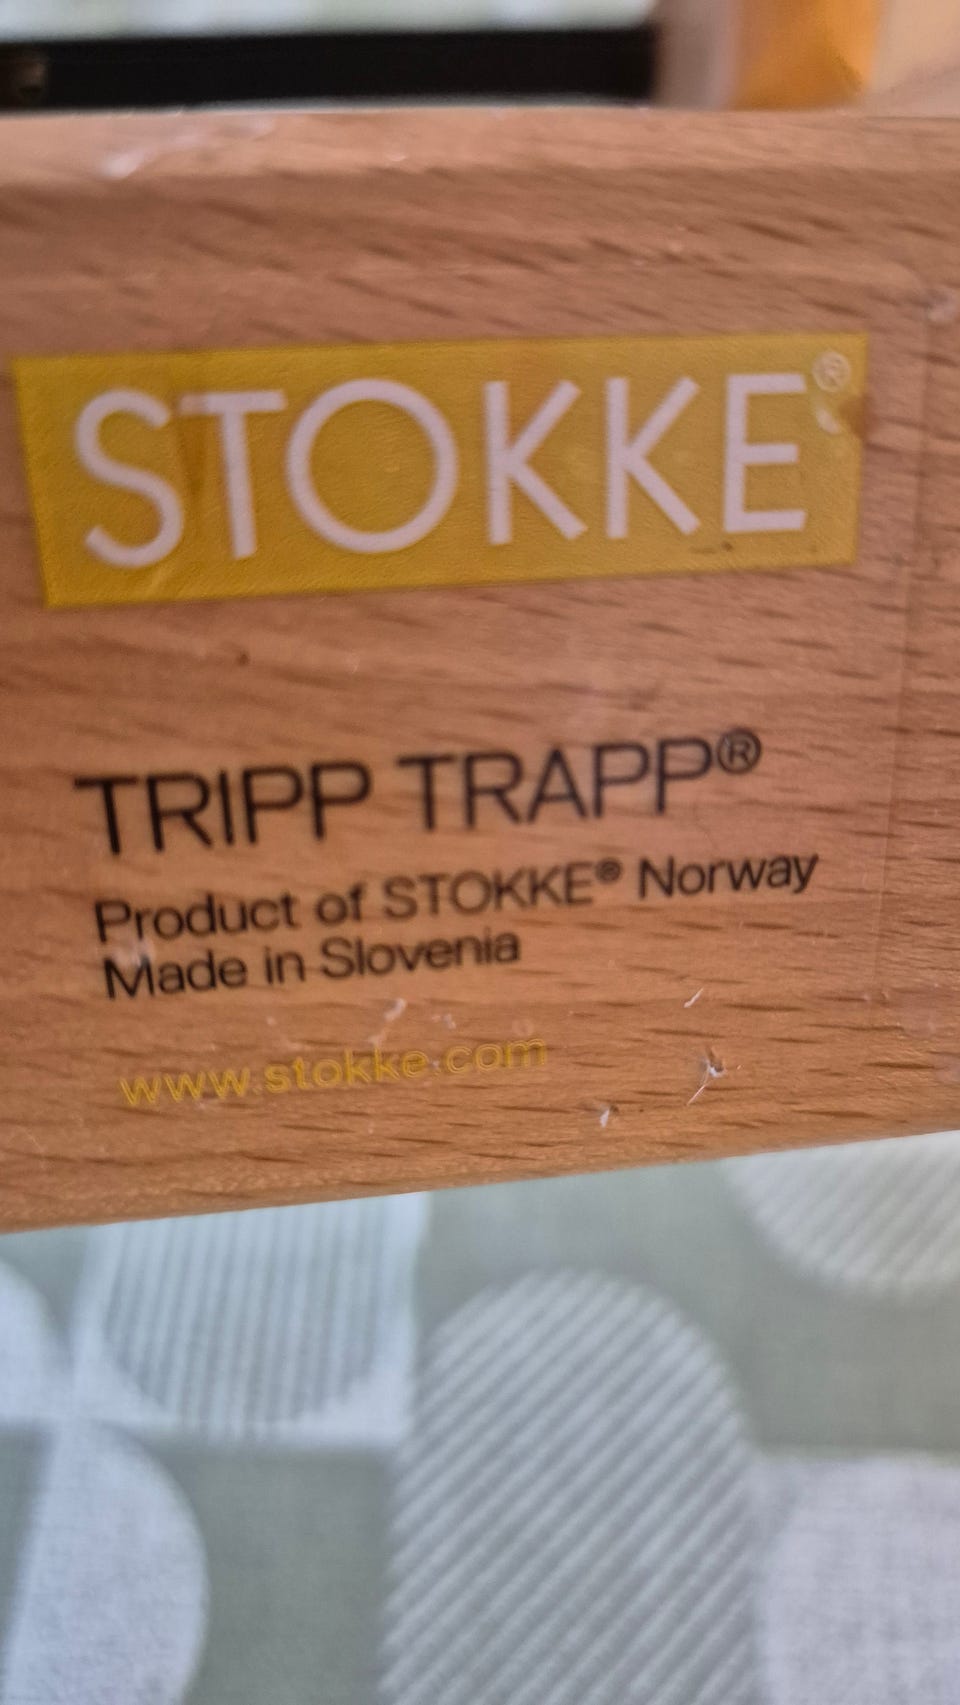 STOKKE®
TRIPP TRAPP®
Product of STOKKE® Norway
Made in Slovenia
www.stokke.com